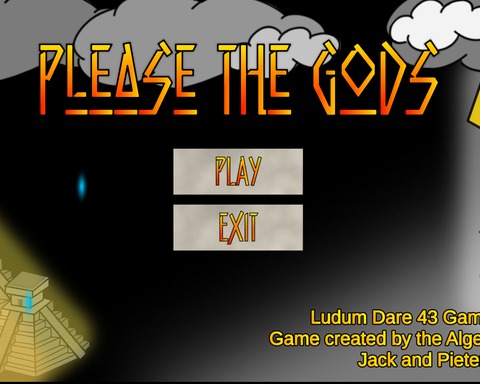 PLEASE THE GODS
PLAY
EXIT
Ludum Dare 43 Gam
Game created by the Alge
Jack and Piete